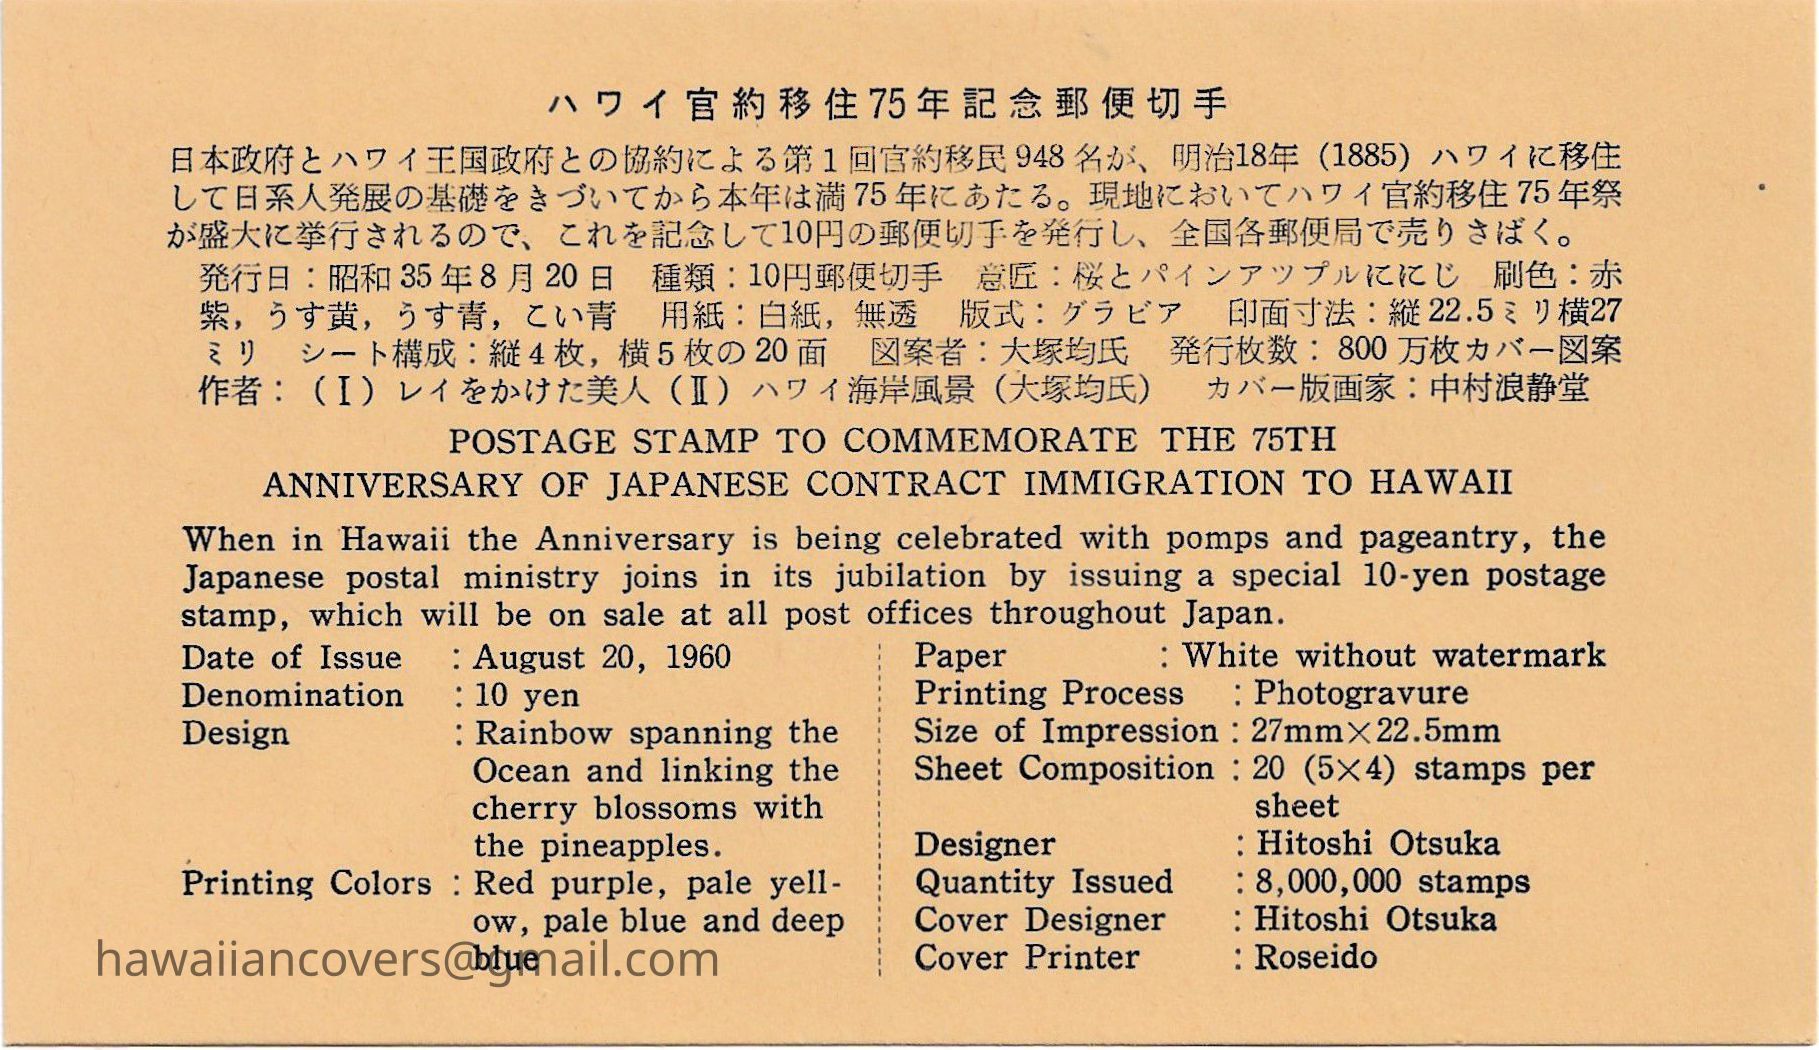 ハワイ官約移住75年記念郵便切手
日本政府とハワイ王国政府との協約による第1回官約移民948名が、明治18年 (1885) ハワイに移住
して日系人発展の基礎をきづいてから本年は満75年にあたる。現地においてハワイ官約移住75年祭
が盛大に挙行されるので、これを記念して10円の郵便切手を発行し、全国各郵便局で売りさばく。
発行日：昭和35年8月20日 種類：10円郵便切手 意匠：桜とパインアツプルににじ 刷色：赤
紫，うす黄，うす青，こい青 用紙：白紙，無透 版式：グラビア 印面寸法：縦22.5ミリ横27
ミリ シート構成：縦4枚，横5枚の20面 図案者：大塚均氏 発行枚数：800万枚カバー図案
作者：（Ⅰ）レイをかけた美人（Ⅱ）ハワイ海岸風景（大塚均氏） カバー版画家：中村浪静堂
POSTAGE STAMP TO COMMEMORATE THE 75TH
ANNIVERSARY OF JAPANESE CONTRACT IMMIGRATION TO HAWAII
When in Hawaii the Anniversary is being celebrated with pomps and pageantry, the
Japanese postal ministry joins in its jubilation by issuing a special 10-yen postage
stamp, which will be on sale at all post offices throughout Japan.
Date of Issue : August 20, 1960
Denomination : 10 yen
Design : Rainbow spanning the
Ocean and linking the
cherry blossoms with
the pineapples.
Printing Colors : Red purple, pale yell-
ow, pale blue and deep
blue
Paper : White without watermark
Printing Process : Photogravure
Size of Impression : 27mm×22.5mm
Sheet Composition : 20 (5×4) stamps per
sheet
Designer : Hitoshi Otsuka
Quantity Issued : 8,000,000 stamps
Cover Designer : Hitoshi Otsuka
Cover Printer : Roseido
hawaiiancovers@gmail.com